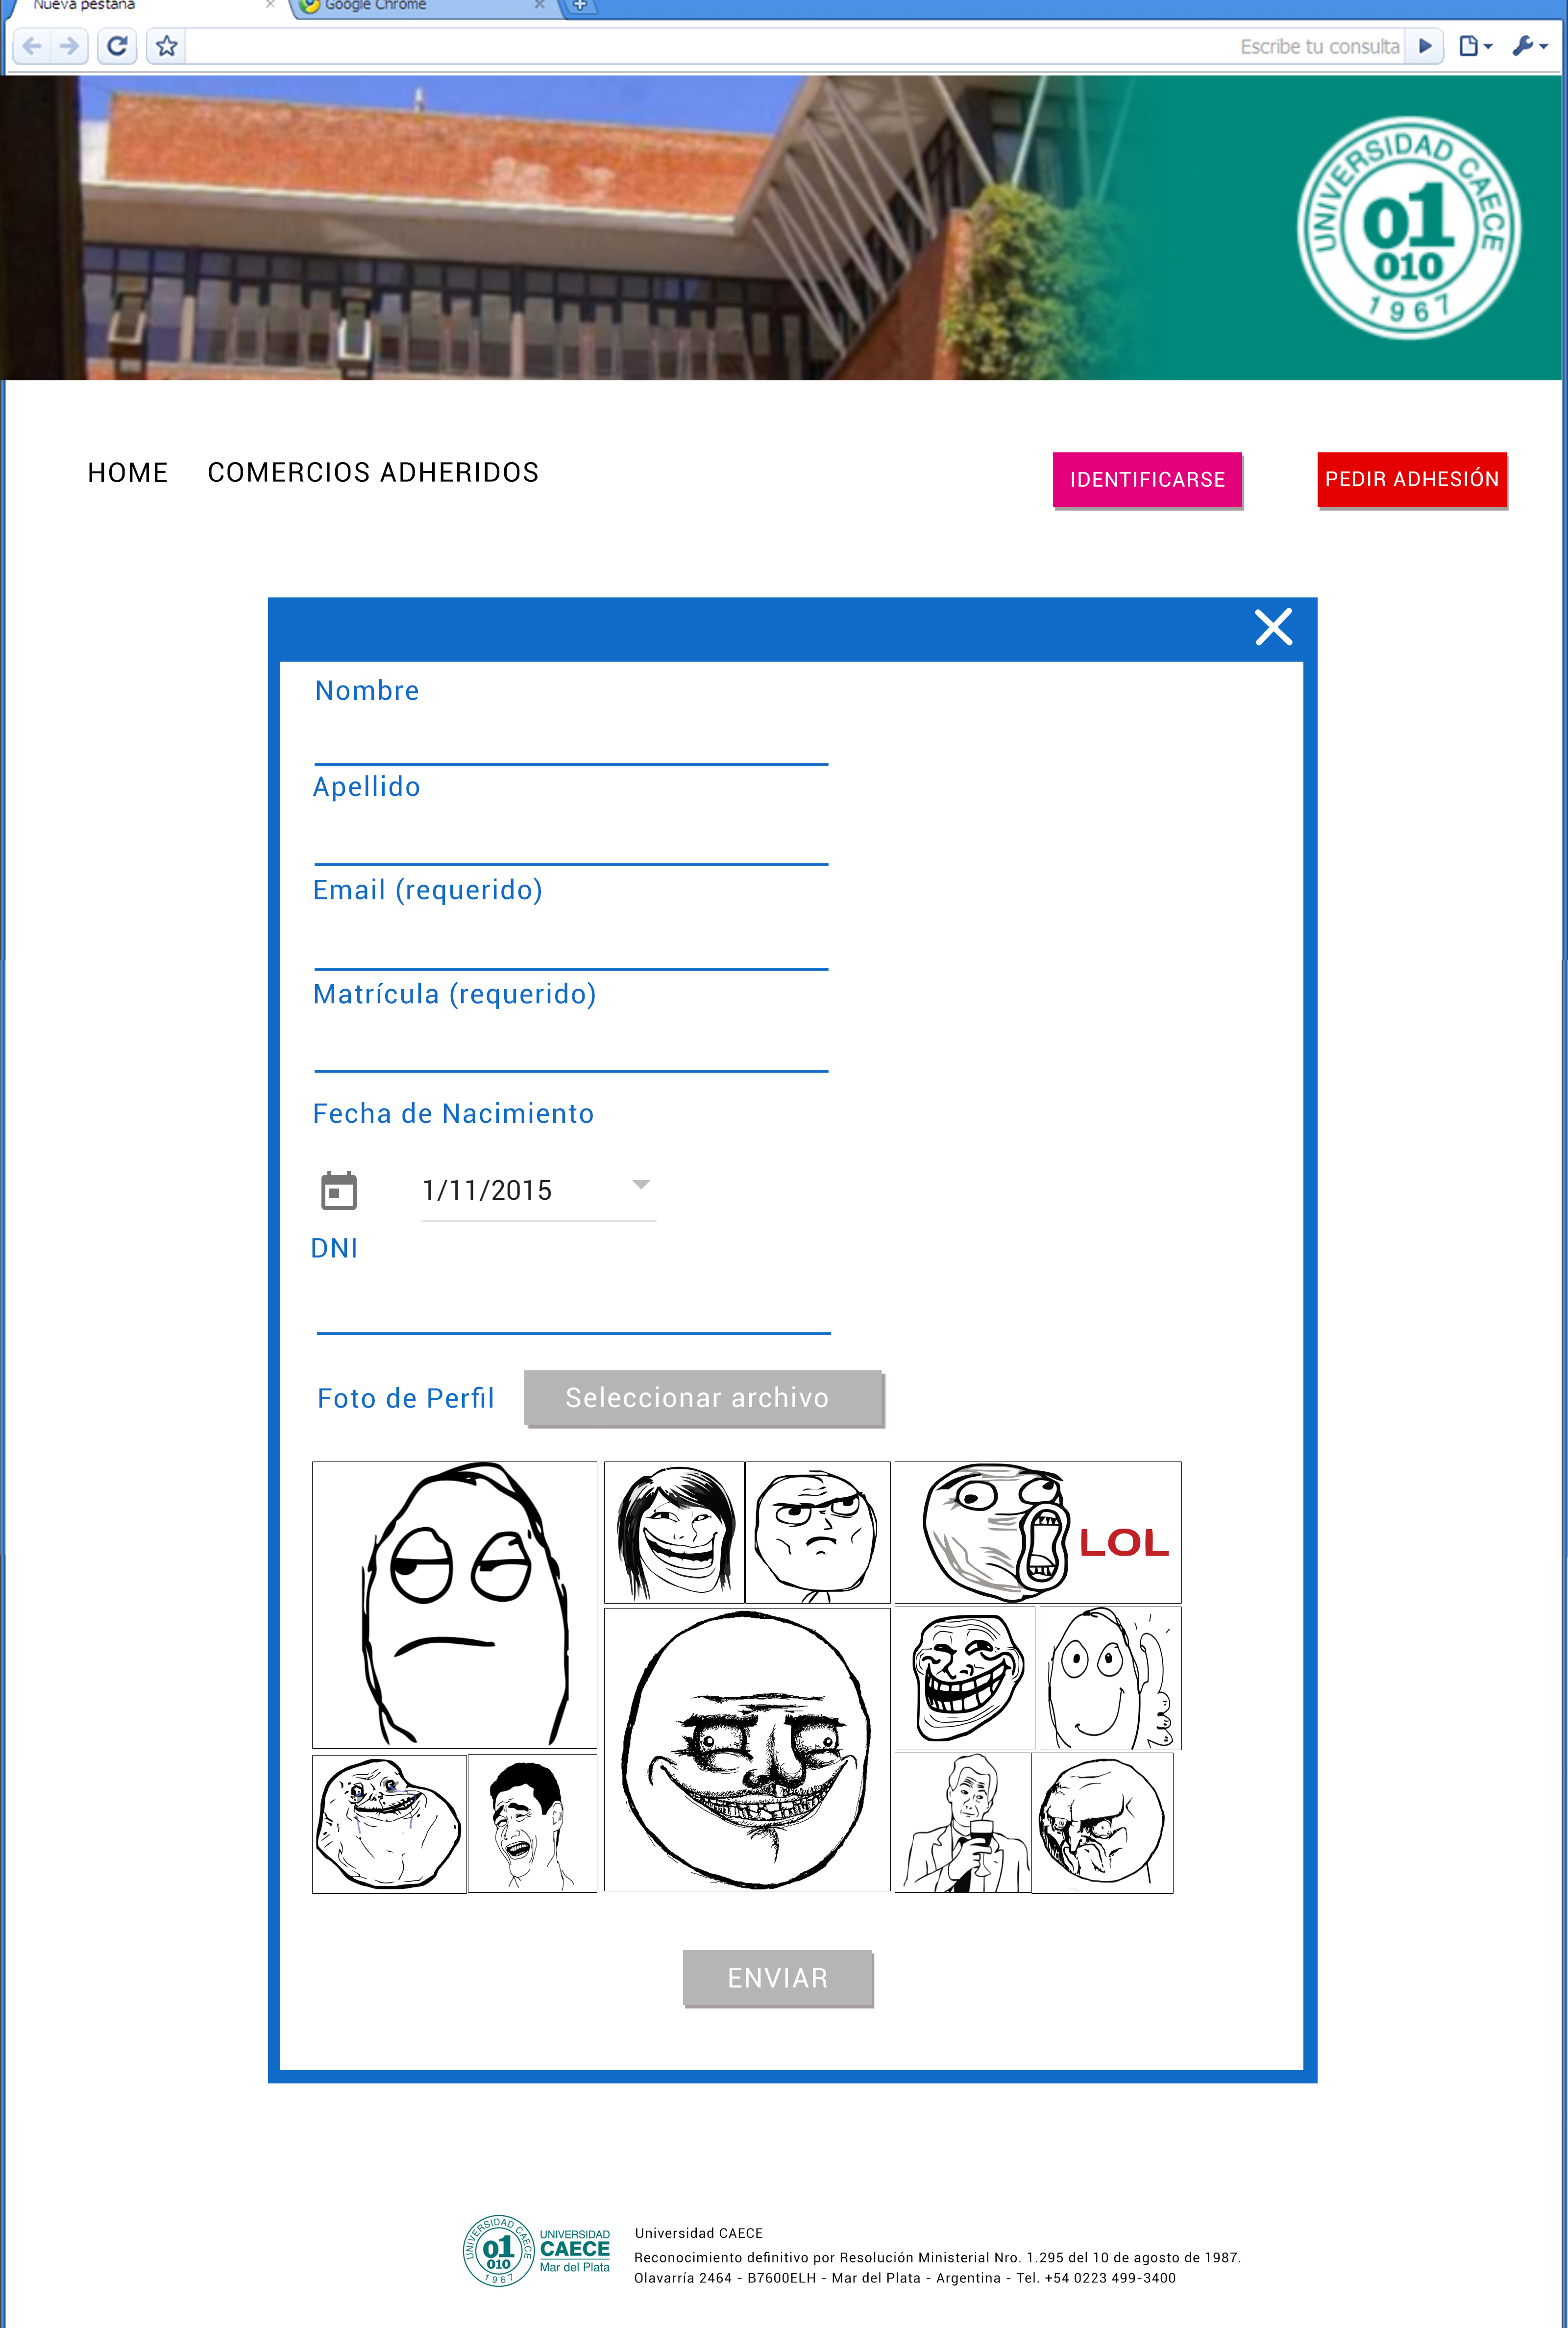 Nueva pestaña
Google Chrome
Escribe tu consulta
UNIVERSIDAD CAECE
01
010
1967
HOME
COMERCIOS ADHERIDOS
IDENTIFICARSE
PEDIR ADHESIÓN
Nombre
Apellido
Email (requerido)
Matrícula (requerido)
Fecha de Nacimiento
1/11/2015
DNI
Foto de Perfil
Seleccionar archivo
LOL
ENVIAR
UNIVERSIDAD CAECE
01
010
1967
UNIVERSIDAD
CAECE
Mar del Plata
Universidad CAECE
Reconocimiento definitivo por Resolución Ministerial Nro. 1.295 del 10 de agosto de 1987.
Olavarría 2464 - B7600ELH - Mar del Plata - Argentina - Tel. +54 0223 499-3400